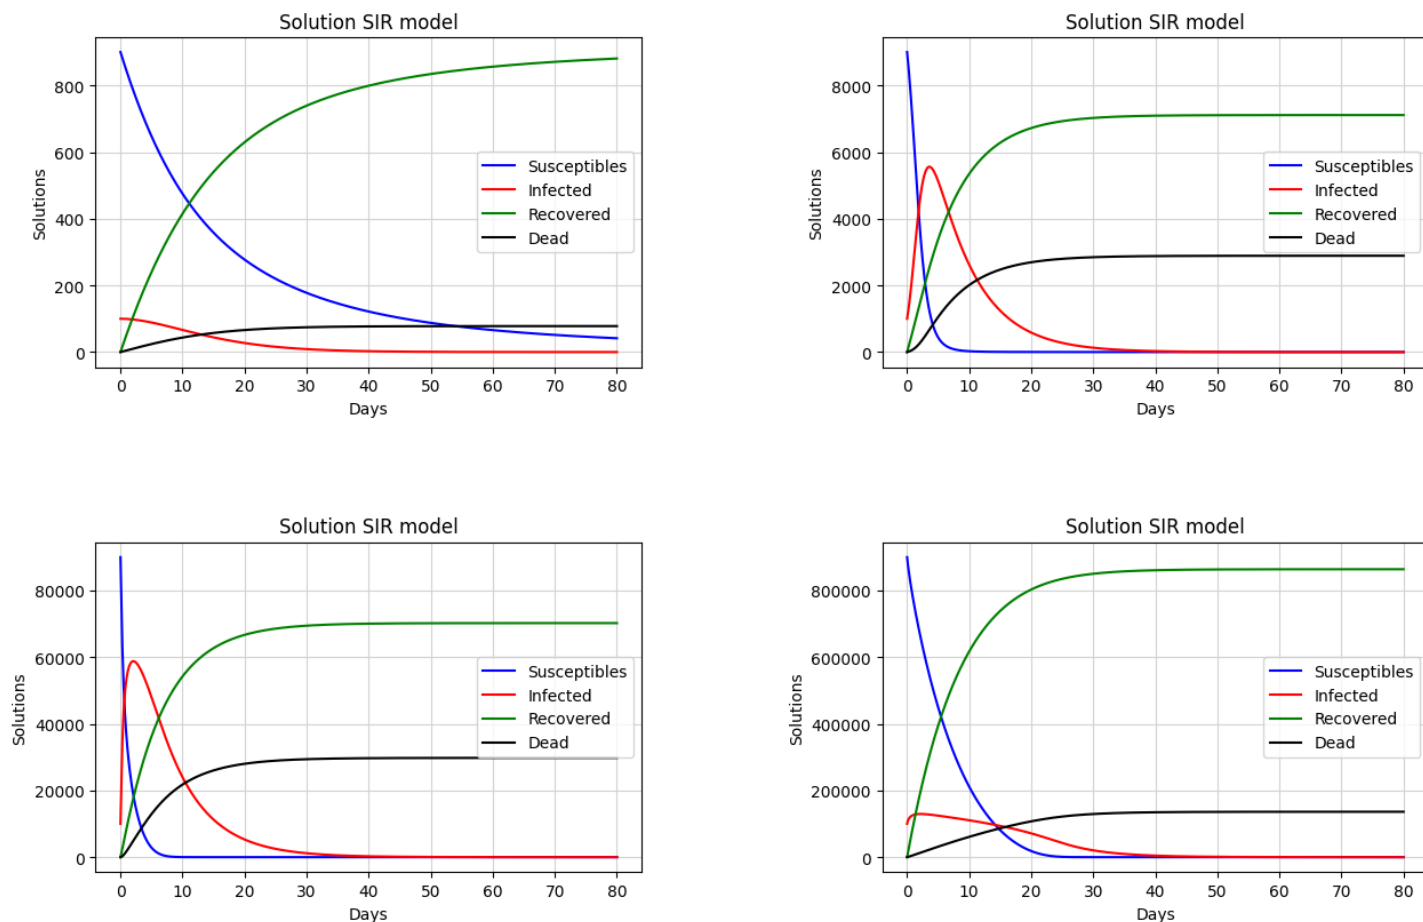 Solution SIR model
Solutions
800
600
400
200
0
Susceptibles
Infected
Recovered
Dead
0 10 20 30 40 50 60 70 80
Days
Solution SIR model
Solutions
8000
6000
4000
2000
0
Susceptibles
Infected
Recovered
Dead
0 10 20 30 40 50 60 70 80
Days
Solution SIR model
Solutions
80000
60000
40000
20000
0
Susceptibles
Infected
Recovered
Dead
0 10 20 30 40 50 60 70 80
Days
Solution SIR model
Solutions
800000
600000
400000
200000
0
Susceptibles
Infected
Recovered
Dead
0 10 20 30 40 50 60 70 80
Days